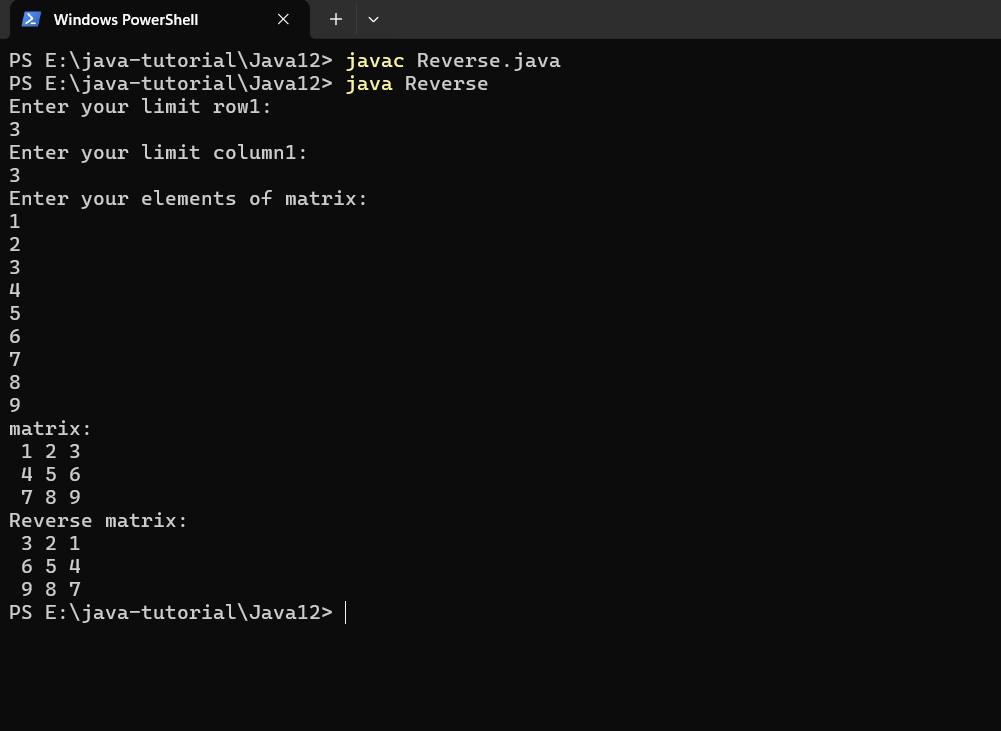 Windows PowerShell
PS E:\java-tutorial\Java12> javac Reverse.java
PS E:\java-tutorial\Java12> java Reverse
Enter your limit row1:
3
Enter your limit column1:
3
Enter your elements of matrix:
1
2
3
4
5
6
7
8
9
matrix:
 1 2 3
 4 5 6
 7 8 9
Reverse matrix:
 3 2 1
 6 5 4
 9 8 7
PS E:\java-tutorial\Java12>